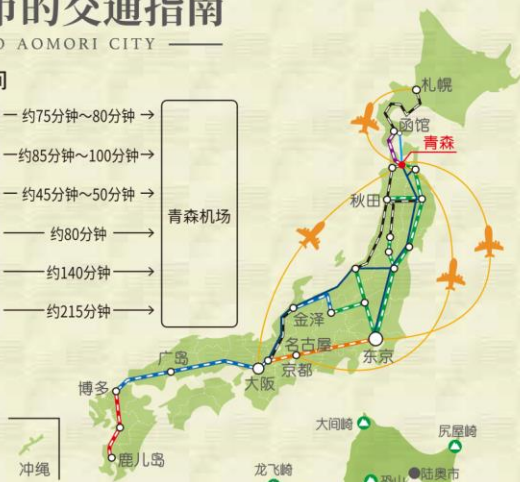 市的交通指南
O AOMORI CITY
间
约75分钟～80分钟
约85分钟～100分钟
约45分钟～50分钟
约80分钟
约140分钟
约215分钟
青森机场
札幌
函馆
青森
秋田
金泽
名古屋
东京
京都
大阪
广岛
博多
鹿儿岛
冲绳
大间崎
尻屋崎
龙飞崎
恐山
陆奥市